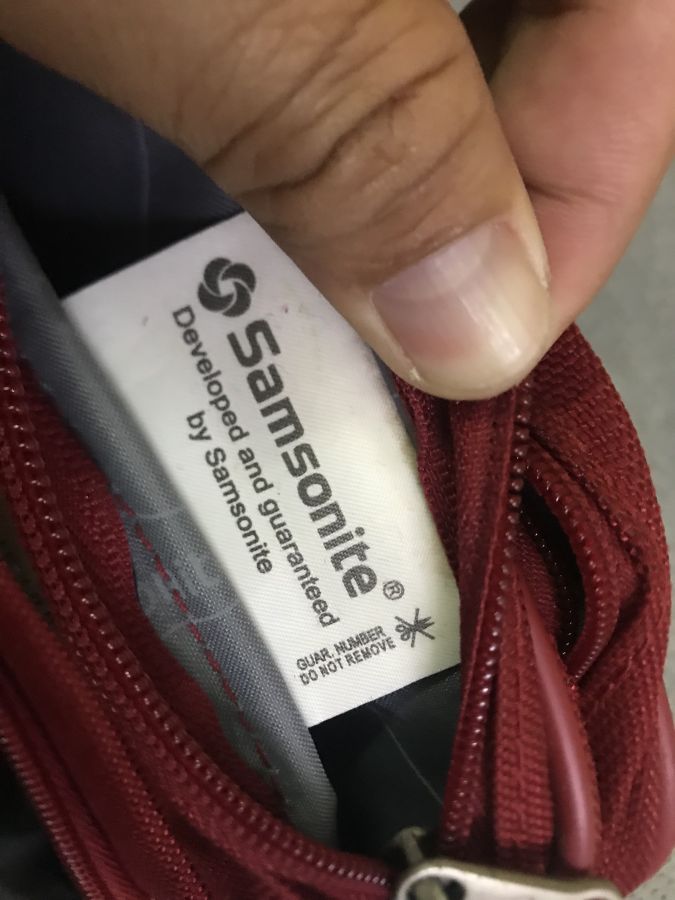 Samsonite®
Developed and guaranteed
by Samsonite
GUAR. NUMBER
DO NOT REMOVE